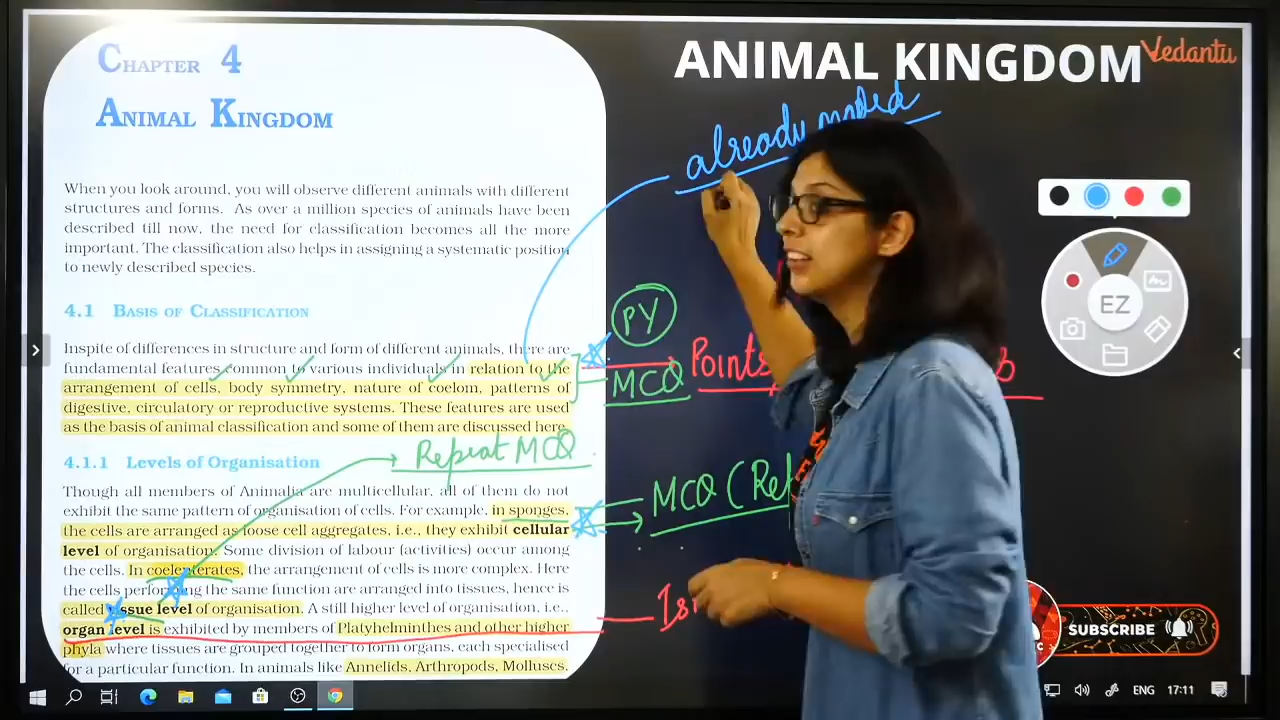 CHAPTER 4
ANIMAL KINGDOM
When you look around, you will observe different animals with different
structures and forms. As over a million species of animals have been
described till now, the need for classification becomes all the more
important. The classification also helps in assigning a systematic position
to newly described species.
4.1 BASIS OF CLASSIFICATION
Inspite of differences in structure and form of different animals, there are
fundamental features common to various individuals in relation to the
arrangement of cells, body symmetry, nature of coelom, patterns of
digestive, circulatory or reproductive systems. These features are used
as the basis of animal classification and some of them are discussed here.
4.1.1 Levels of Organisation
Though all members of Animalia are multicellular, all of them do not
exhibit the same pattern of organisation of cells. For example, in sponges,
the cells are arranged as loose cell aggregates, i.e., they exhibit cellular
level of organisation. Some division of labour (activities) occur among
the cells. In coelenterates, the arrangement of cells is more complex. Here
the cells performing the same function are arranged into tissues, hence is
called tissue level of organisation. A still higher level of organisation, i.e.,
organ level is exhibited by members of Platyhelminthes and other higher
phyla where tissues are grouped together to form organs, each specialised
for a particular function. In animals like Annelids, Arthropods, Molluscs,
Repeat MCQ
ANIMAL KINGDOM
Vedantu
already
PY
MCQ
Points
MCQ (
EZ
SUBSCRIBE
ENG 17:11